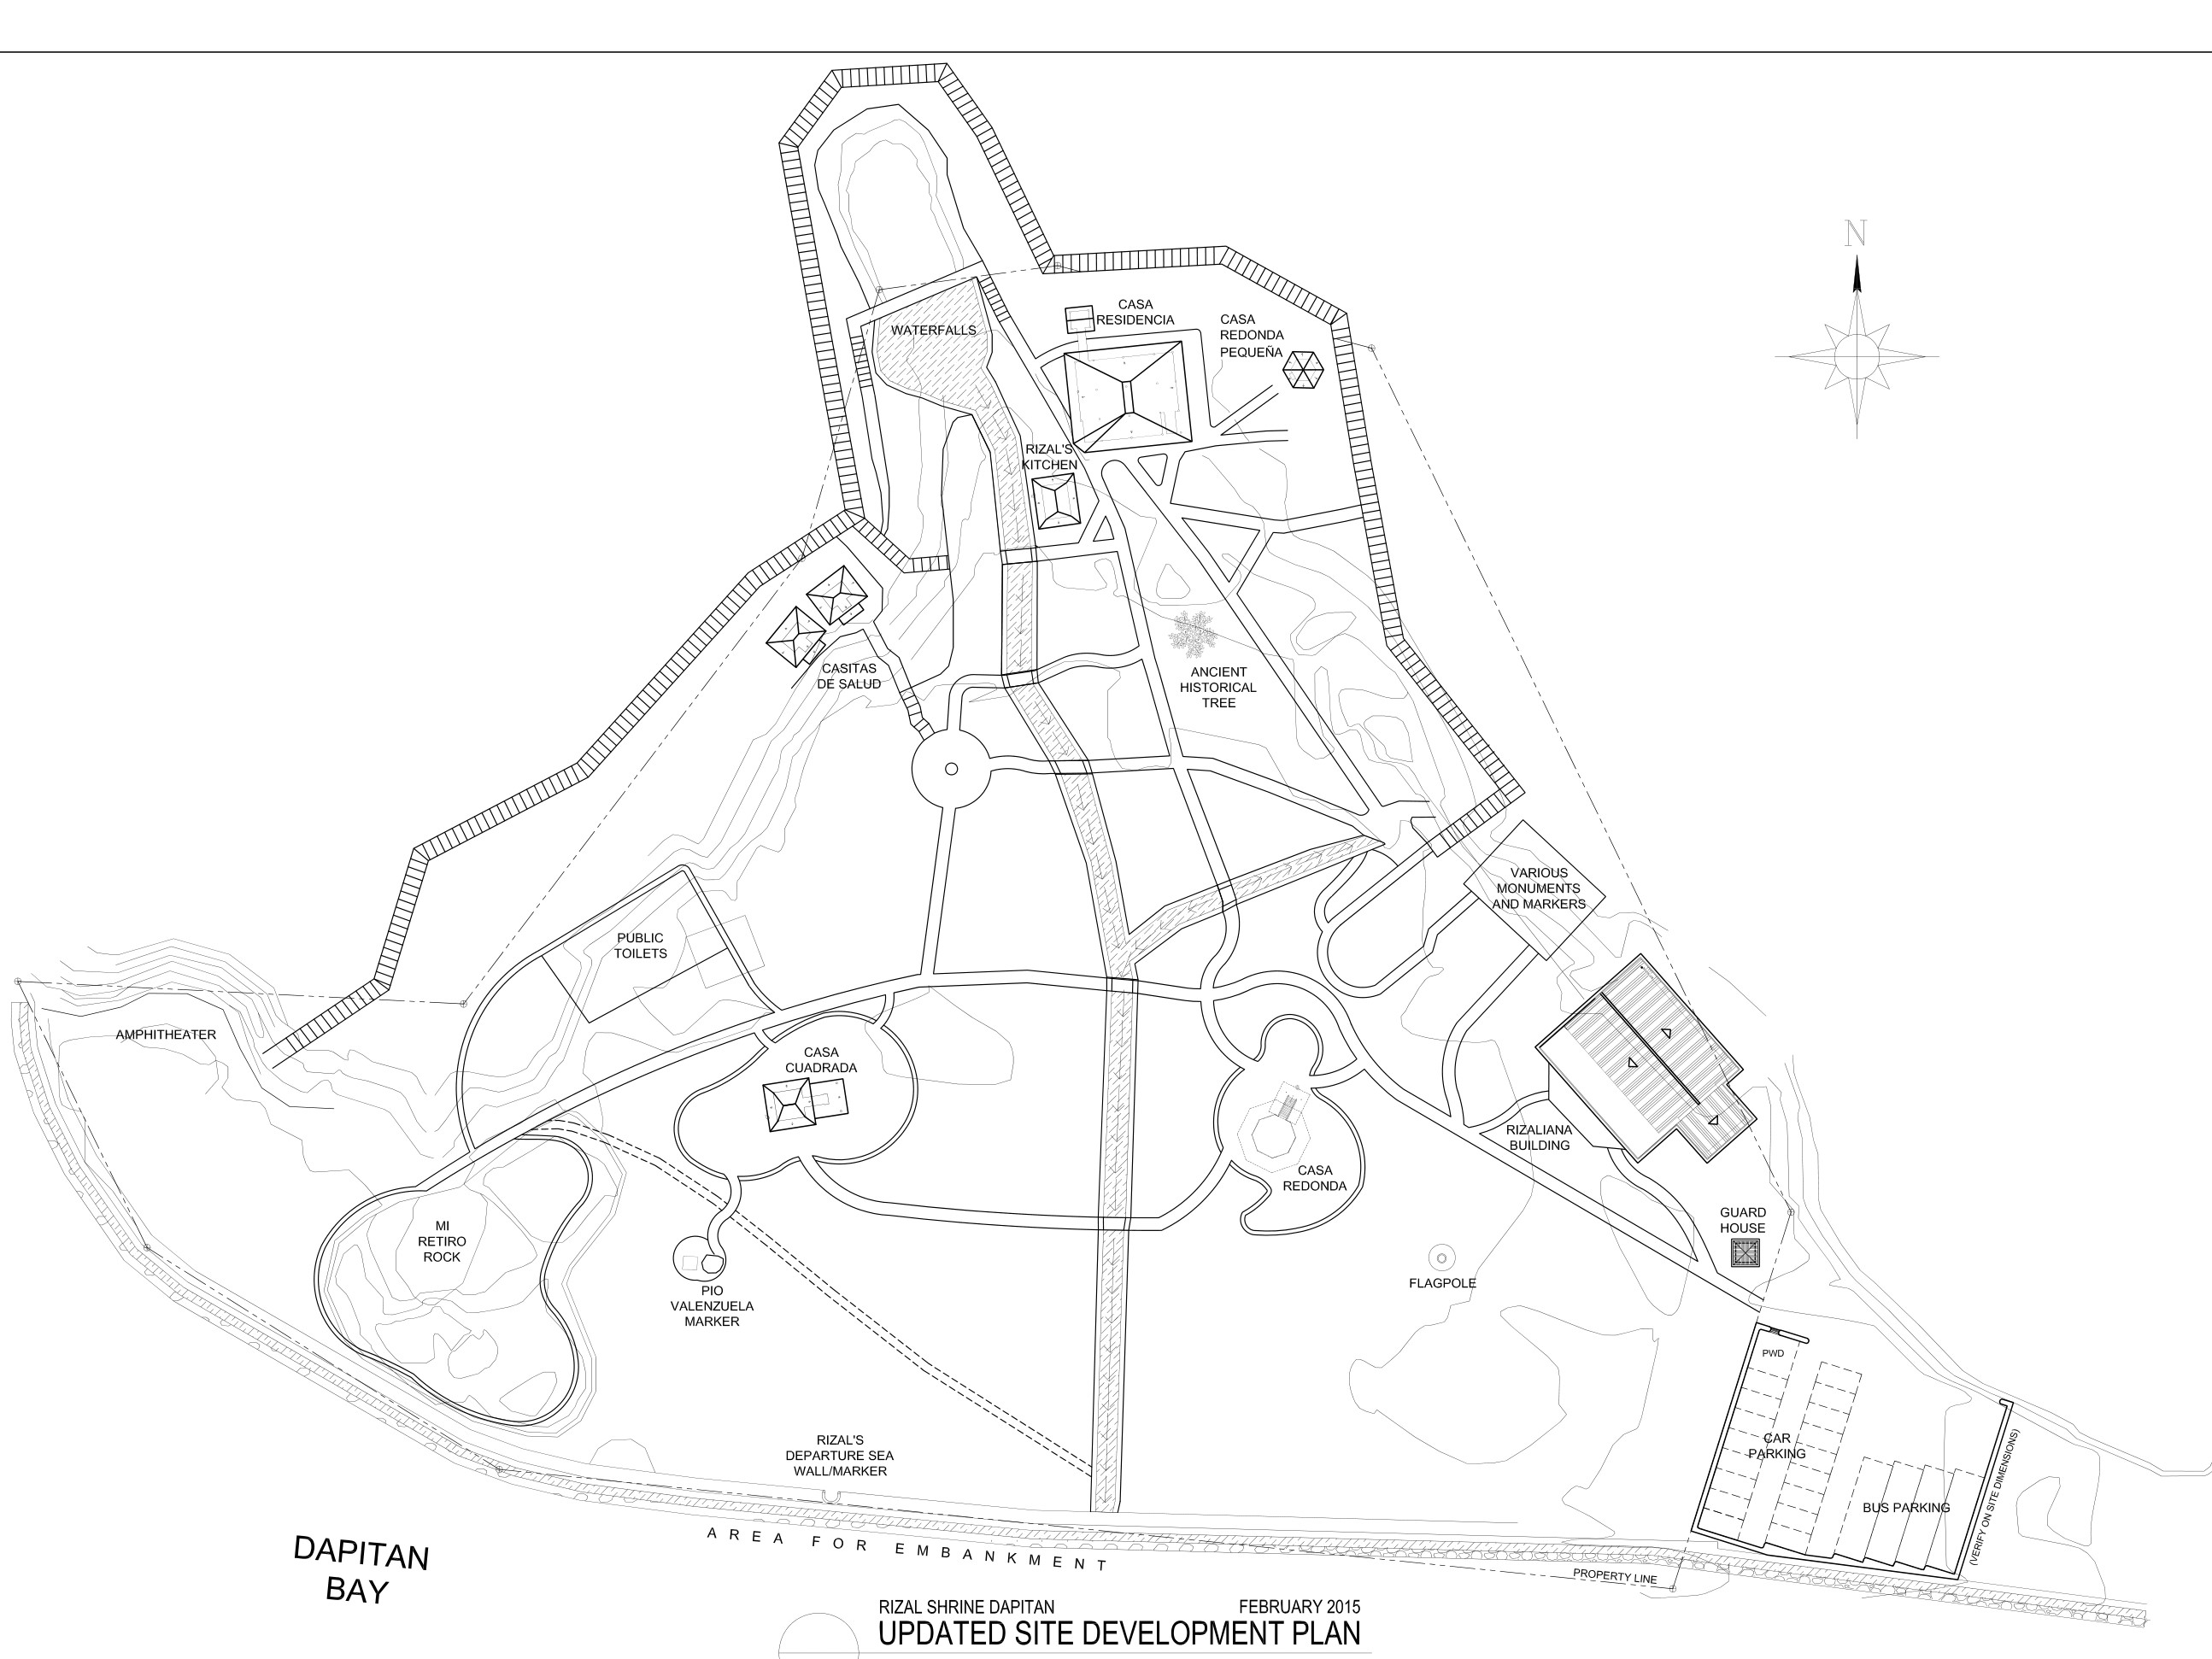 N
CASA
RESIDENCIA
CASA
REDONDA
PEQUEÑA
WATERFALLS
RIZAL'S
KITCHEN
CASITAS
DE SALUD
ANCIENT
HISTORICAL
TREE
VARIOUS
MONUMENTS
AND MARKERS
PUBLIC
TOILETS
AMPHITHEATER
CASA
CUADRADA
RIZALIANA
BUILDING
CASA
REDONDA
MI
RETIRO
ROCK
GUARD
HOUSE
FLAGPOLE
PIO
VALENZUELA
MARKER
PWD
CAR
PARKING
RIZAL'S
DEPARTURE SEA
WALL/MARKER
BUS PARKING
(VERIFY ON SITE DIMENSIONS)
AREA FOR EMBANKMENT
PROPERTY LINE
DAPITAN
BAY
RIZAL SHRINE DAPITAN FEBRUARY 2015
UPDATED SITE DEVELOPMENT PLAN